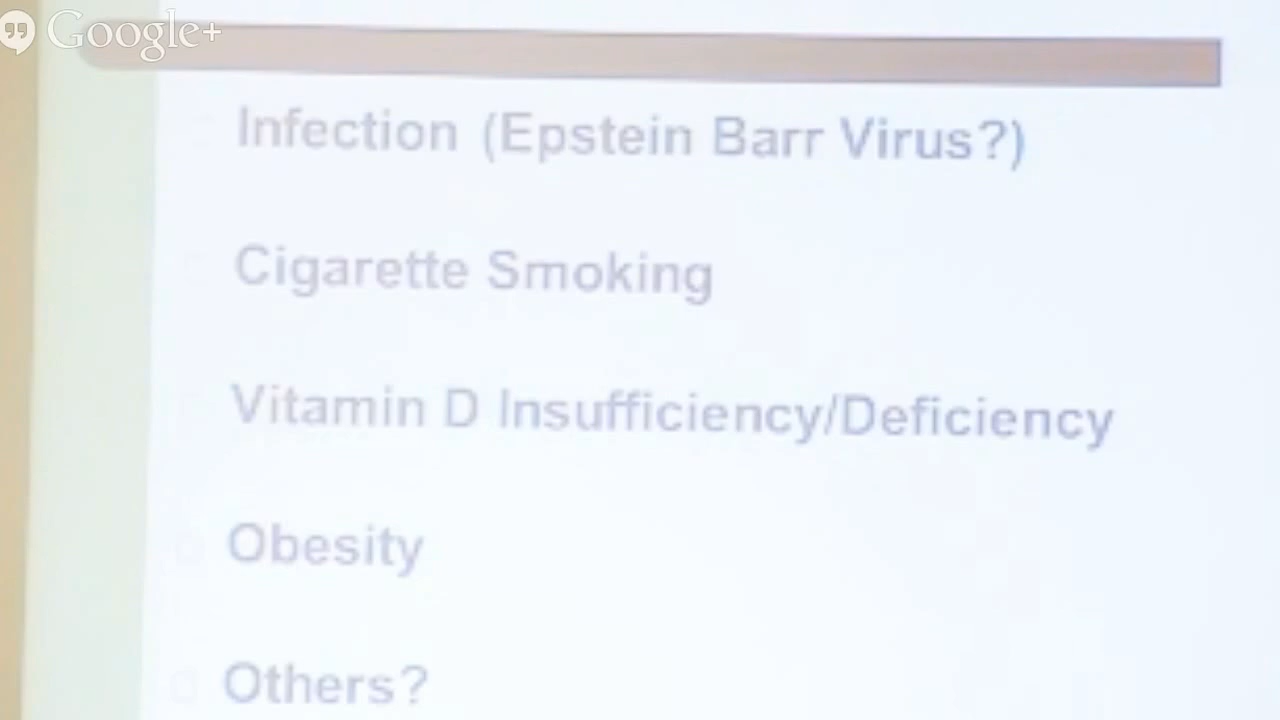 Google+
Infection (Epstein Barr Virus?)
Cigarette Smoking
Vitamin D Insufficiency/Deficiency
Obesity
Others?